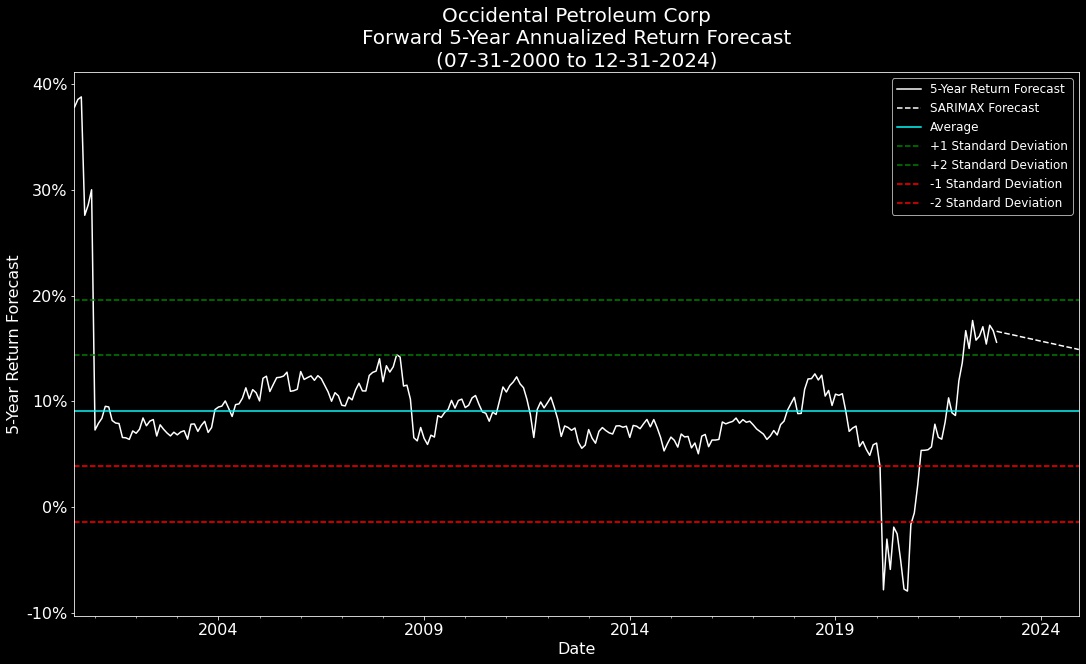 Occidental Petroleum Corp
Forward 5-Year Annualized Return Forecast
(07-31-2000 to 12-31-2024)
5-Year Return Forecast
SARIMAX Forecast
Average
+1 Standard Deviation
+2 Standard Deviation
-1 Standard Deviation
-2 Standard Deviation
5-Year Return Forecast
40%
30%
20%
10%
0%
-10%
2004
2009
2014
2019
2024
Date